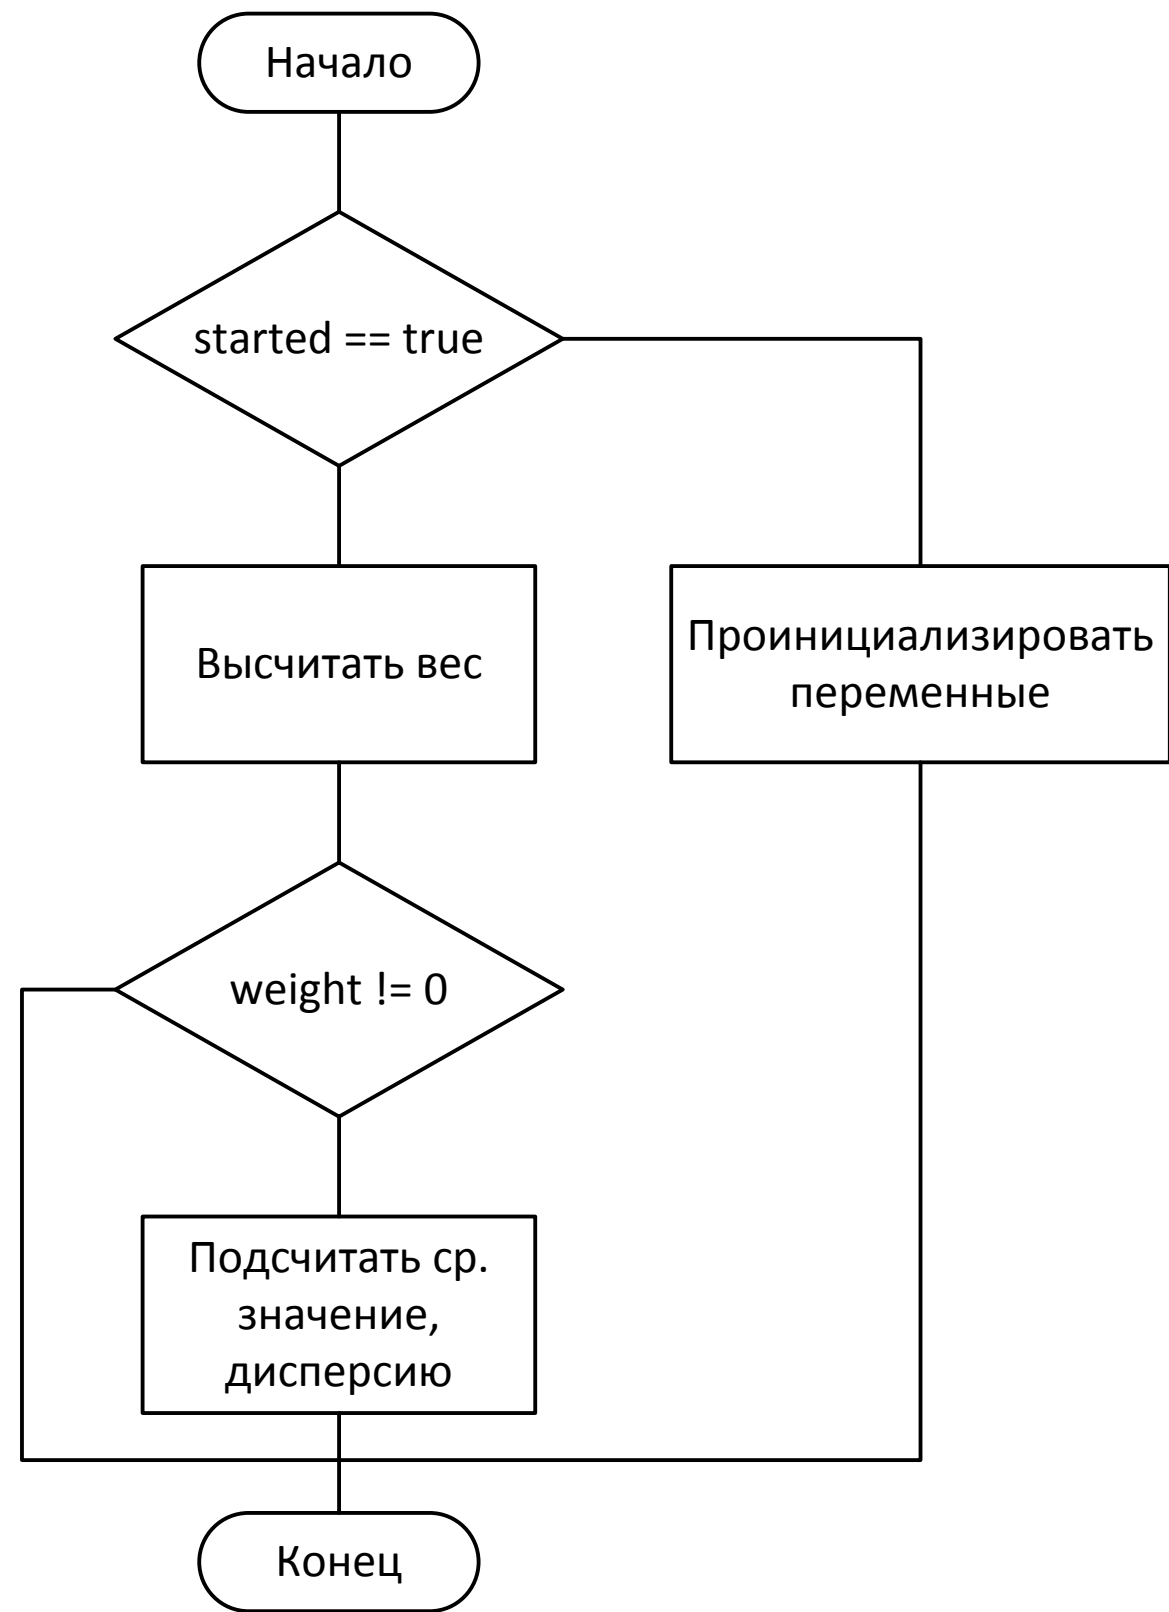 Начало
started == true
Высчитать вес
Проинициализировать
переменные
weight != 0
Подсчитать ср.
значение,
дисперсию
Конец